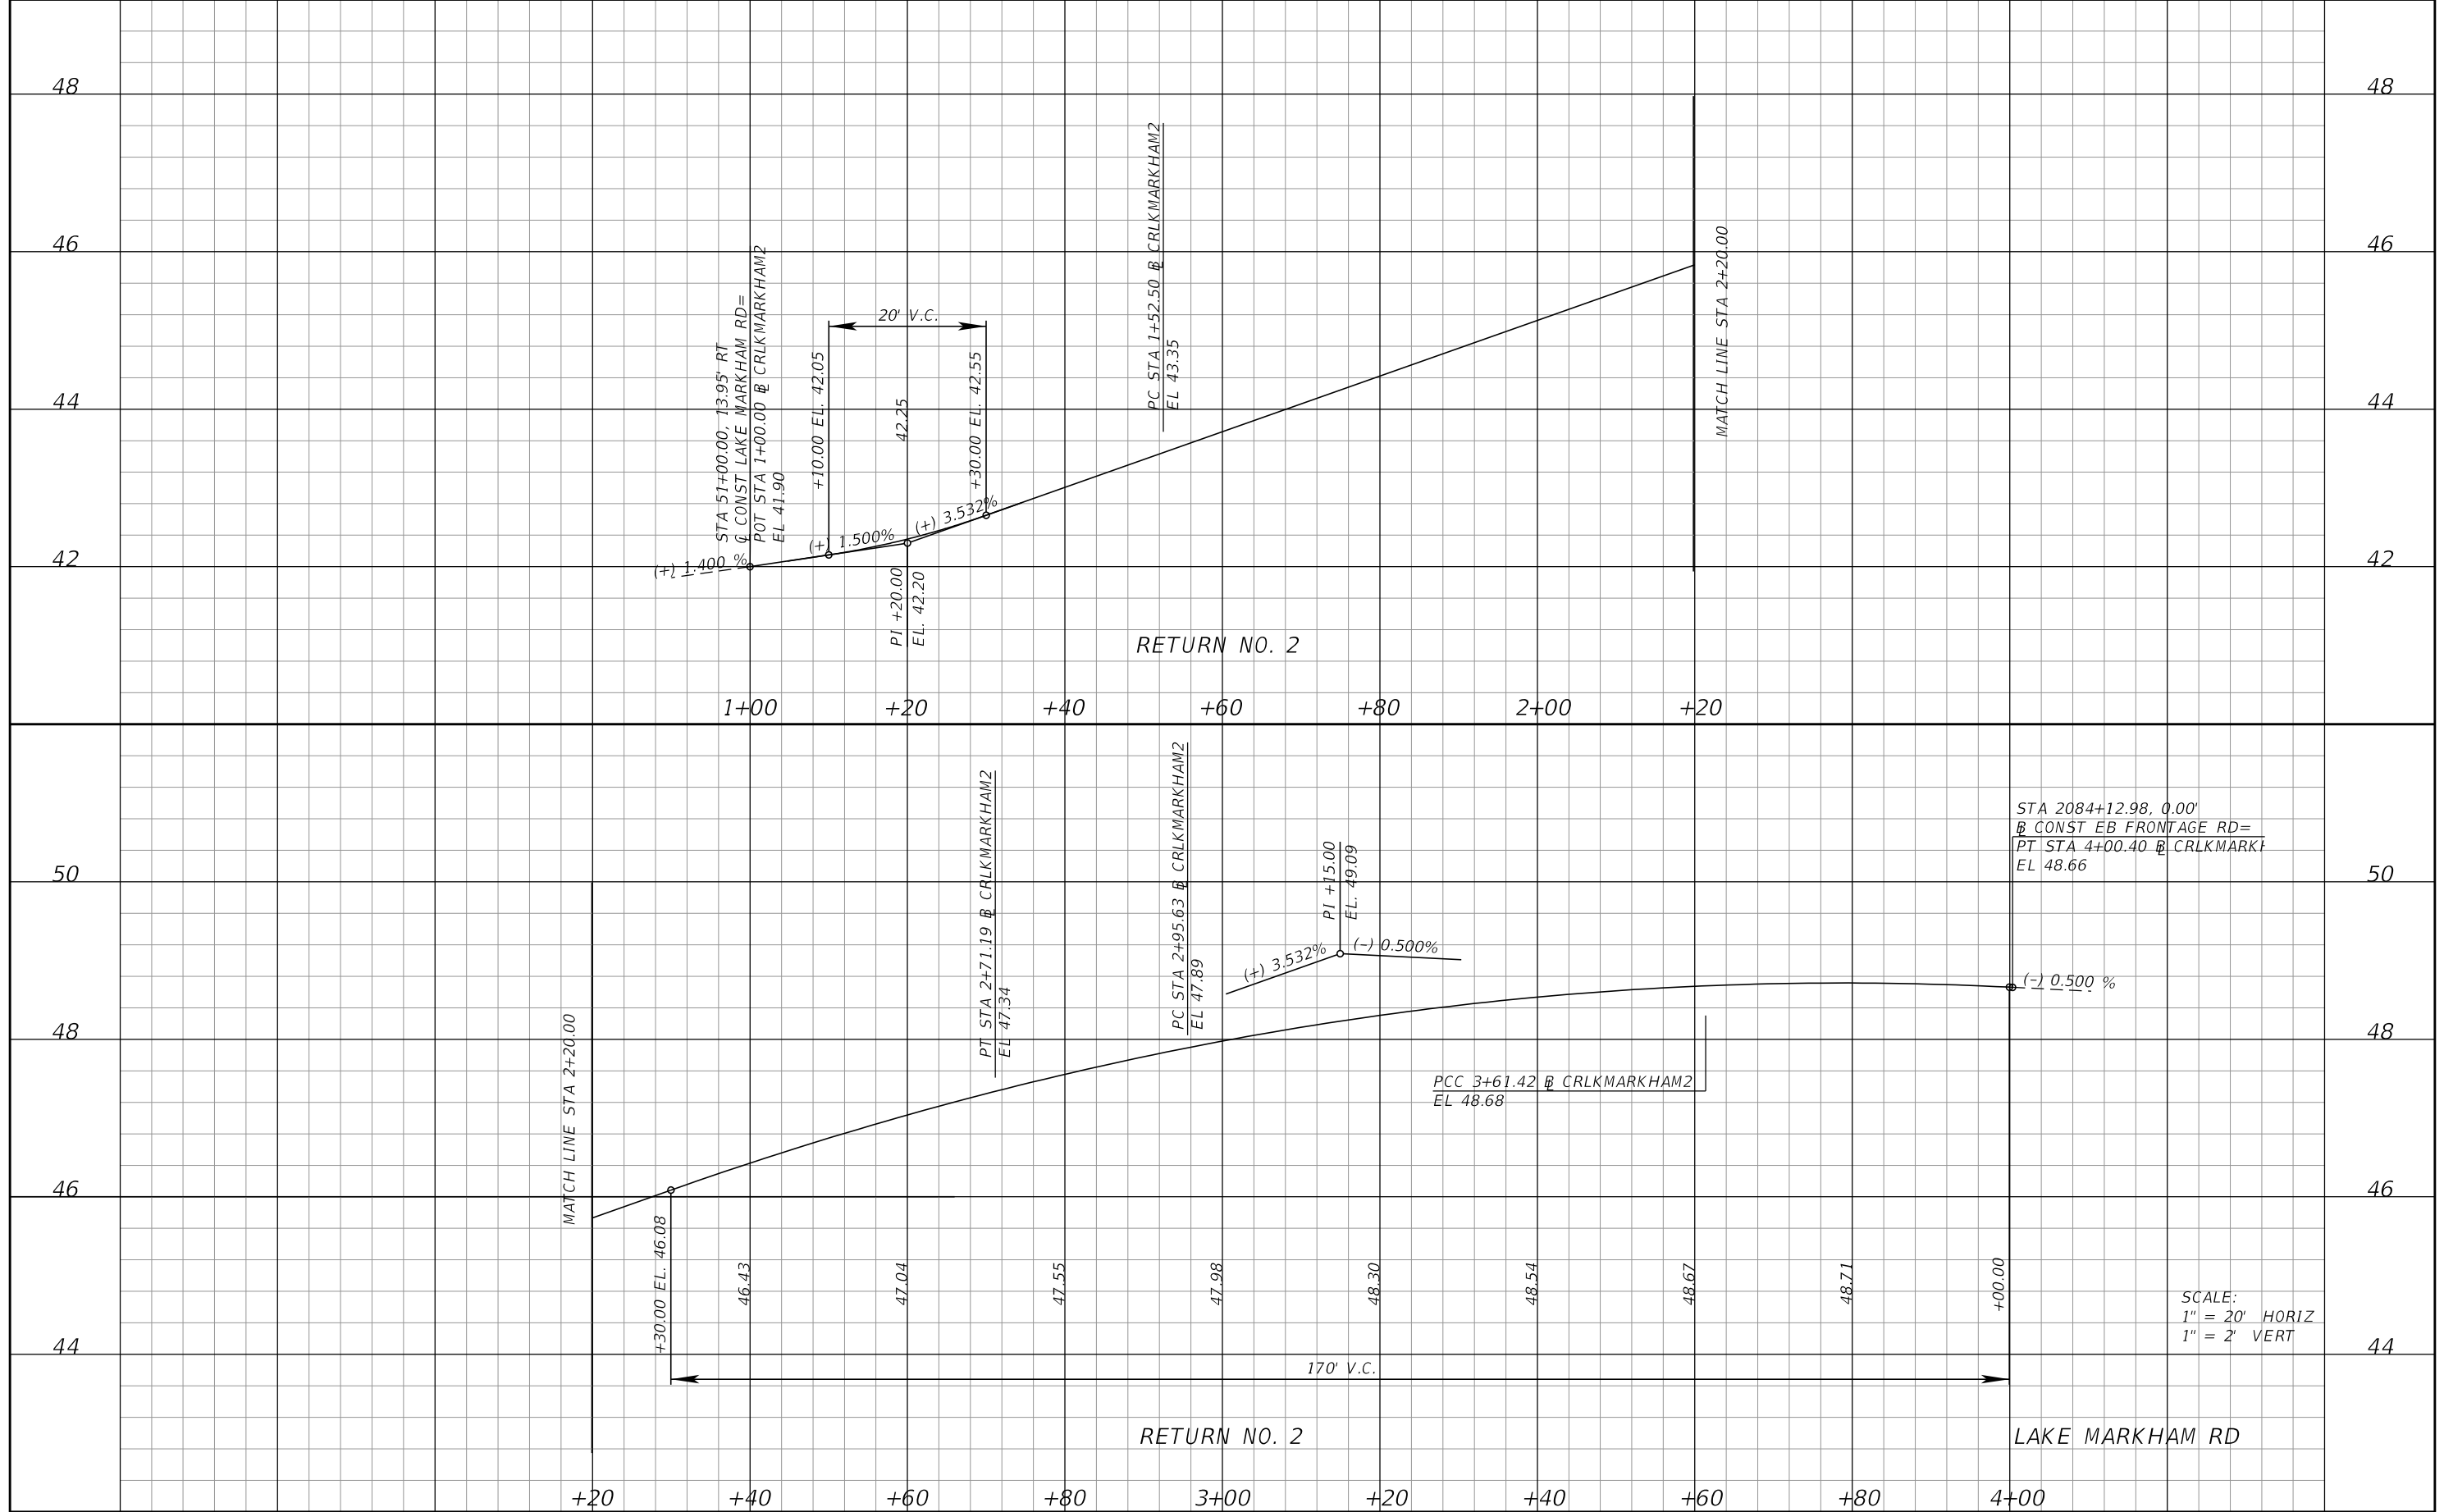 48
48
46
46
44
44
42
42
STA 51+00.00, 13.95' RT
℄ CONST LAKE MARKHAM RD=
POT STA 1+00.00 ⅊ CRLKMARKHAM2
EL 41.90
20' V.C.
+10.00 EL. 42.05
42.25
+30.00 EL. 42.55
PC STA 1+52.50 ⅊ CRLKMARKHAM2
EL 43.35
MATCH LINE STA 2+20.00
(+) 1.400 %
(+) 1.500%
(+) 3.532%
PI +20.00
EL. 42.20
RETURN NO. 2
1+00
+20
+40
+60
+80
2+00
+20
50
50
48
48
46
46
44
44
MATCH LINE STA 2+20.00
PT STA 2+71.19 ⅊ CRLKMARKHAM2
EL 47.34
PC STA 2+95.63 ⅊ CRLKMARKHAM2
EL 47.89
PI +15.00
EL. 49.09
(+) 3.532%
(-) 0.500%
STA 2084+12.98, 0.00'
⅊ CONST EB FRONTAGE RD=
PT STA 4+00.40 ⅊ CRLKMARKH
EL 48.66
(-) 0.500 %
PCC 3+61.42 ⅊ CRLKMARKHAM2
EL 48.68
+30.00 EL. 46.08
46.43
47.04
47.55
47.98
48.30
48.54
48.67
48.71
+00.00
SCALE:
1" = 20' HORIZ
1" = 2' VERT
170' V.C.
RETURN NO. 2
LAKE MARKHAM RD
+20
+40
+60
+80
3+00
+20
+40
+60
+80
4+00